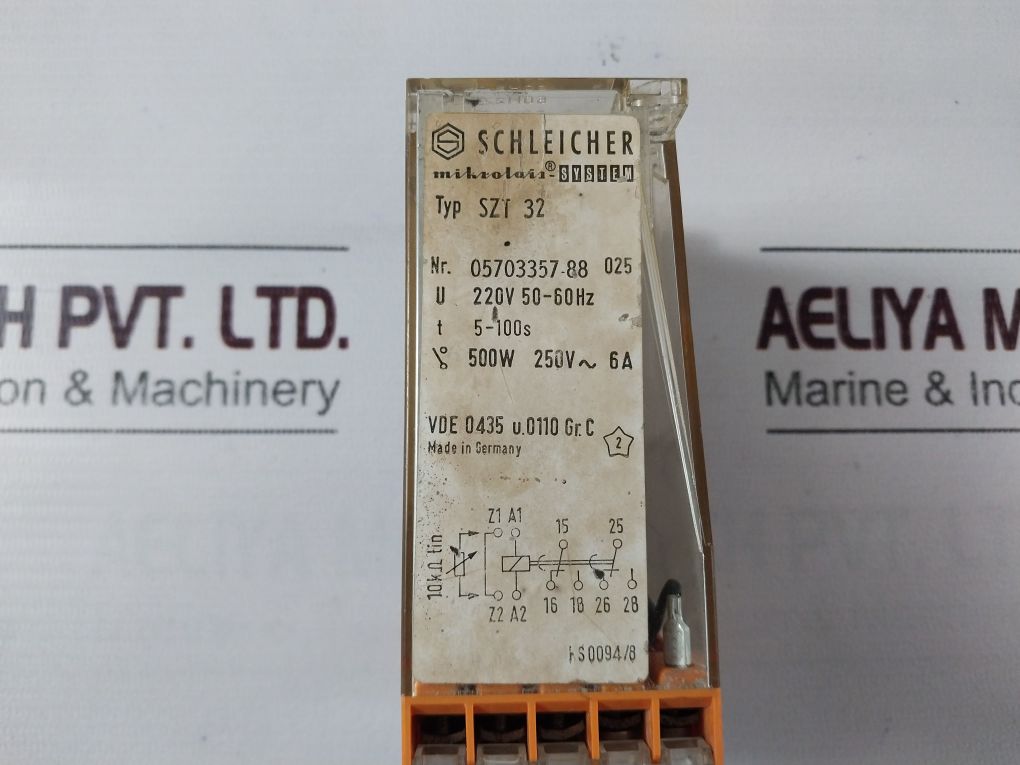 SCHLEICHER
mikrolais®-SYSTEM
Typ SZT 32
Nr. 05703357-88 025
U 220V 50-60Hz
t 5-100s
500W 250V~ 6A
VDE 0435 u.0110 Gr.C
Made in Germany
2
Z1 A1 15 25
10kΩ lin
Z2 A2 16 18 26 28
S0094/8
H PVT. LTD.
on & Machinery
AELIYA M
Marine & Ind